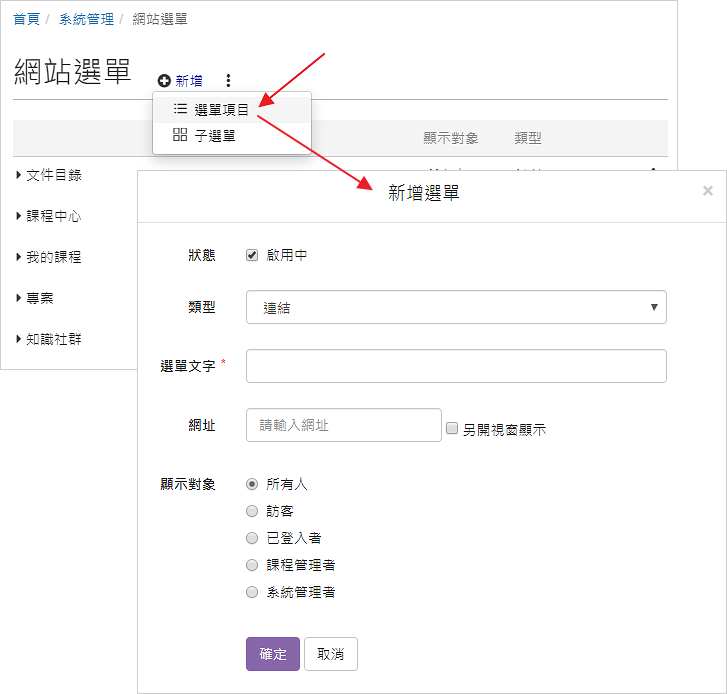 首頁 / 系統管理 / 網站選單
網站選單 新增
選單項目
子選單
顯示對象 類型
文件目錄
課程中心
我的課程
專案
知識社群
新增選單 ×
狀態 啟用中
類型 連結
選單文字 *
網址 請輸入網址 另開視窗顯示
顯示對象 所有人
訪客
已登入者
課程管理者
系統管理者
確定 取消